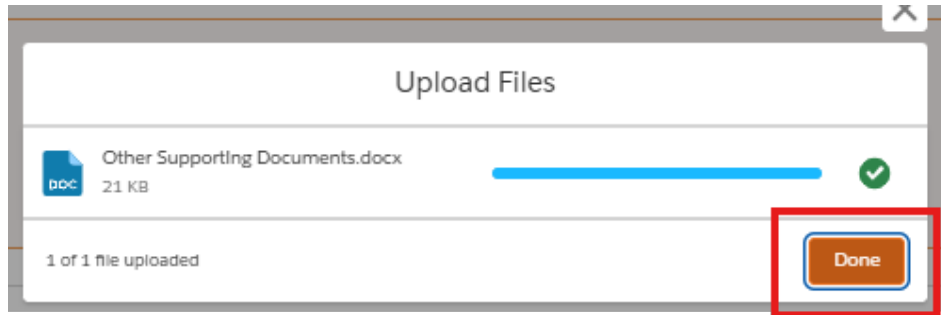 Upload Files
Other Supporting Documents.docx
DOC
21 KB
1 of 1 file uploaded
Done